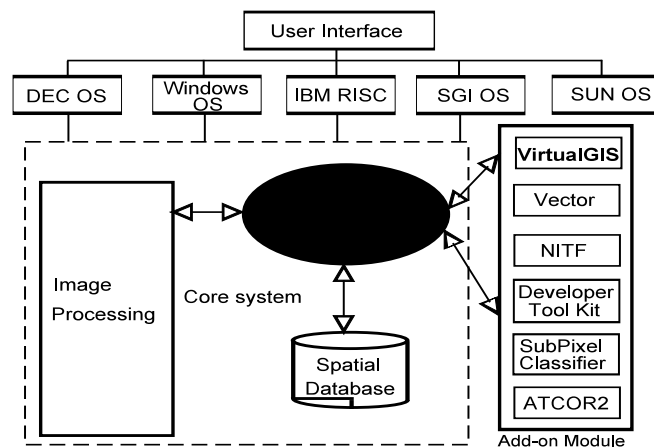 User Interface
DEC OS
Windows
OS
IBM RISC
SGI OS
SUN OS
Image
Processing
Core system
Spatial
Database
VirtualGIS
Vector
NITF
Developer
Tool Kit
SubPixel
Classifier
ATCOR2
Add-on Module